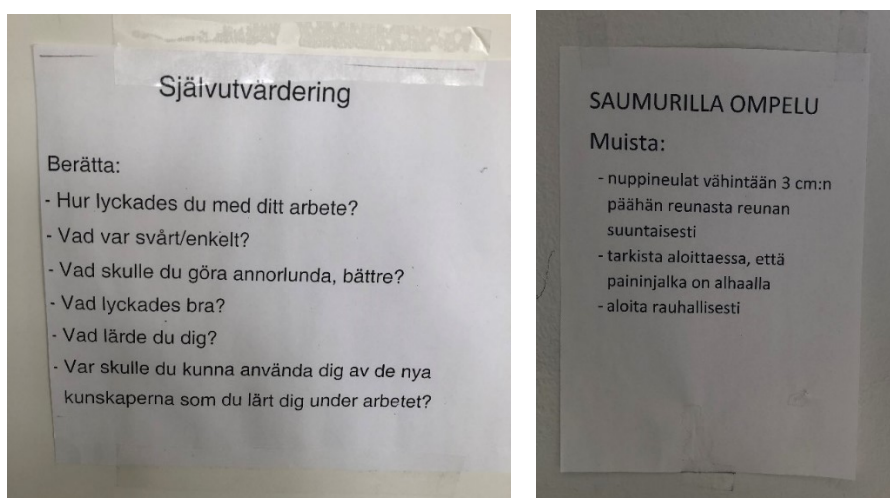 Självutvärdering
Berätta:
- Hur lyckades du med ditt arbete?
- Vad var svårt/enkelt?
- Vad skulle du göra annorlunda, bättre?
- Vad lyckades bra?
- Vad lärde du dig?
- Var skulle du kunna använda dig av de nya
kunskaperna som du lärt dig under arbetet?
SAUMURILLA OMPELU
Muista:
- nuppineulat vähintään 3 cm:n
päähän reunasta reunan
suuntaisesti
- tarkista aloittaessa, että
paininjalka on alhaalla
- aloita rauhallisesti